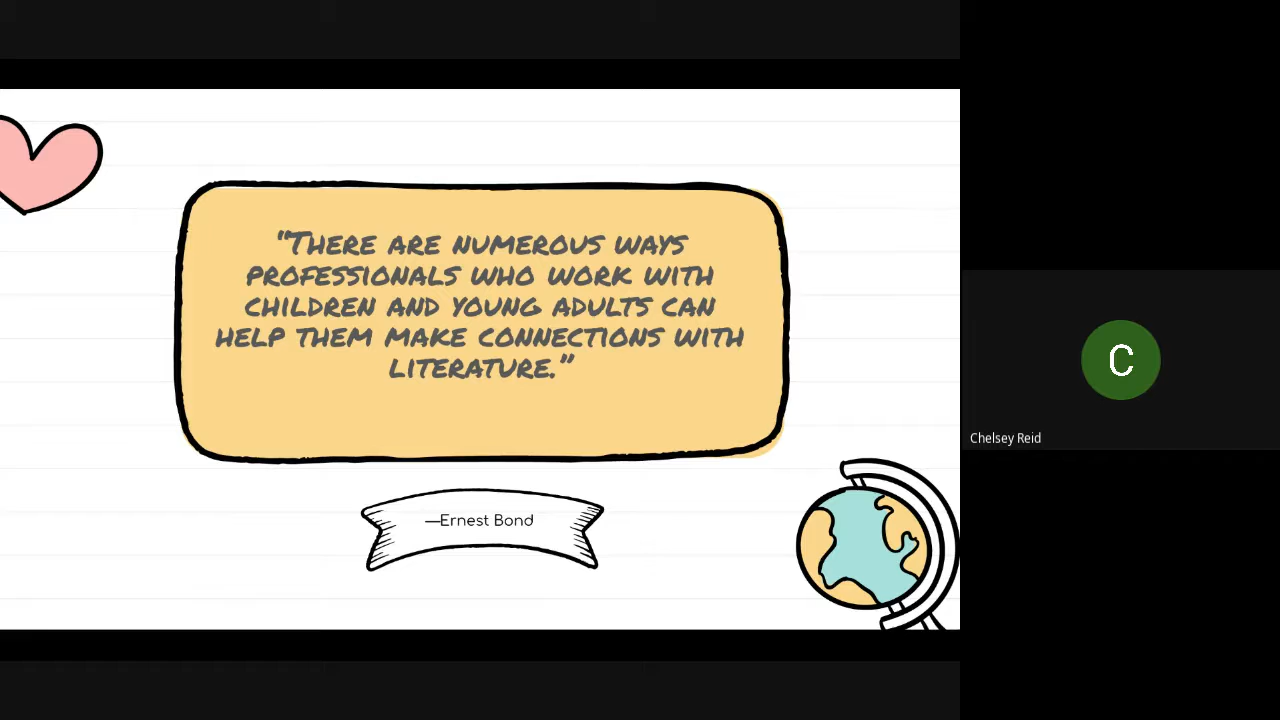 “There are numerous ways
professionals who work with
children and young adults can
help them make connections with
literature.”
—Ernest Bond
C
Chelsey Reid